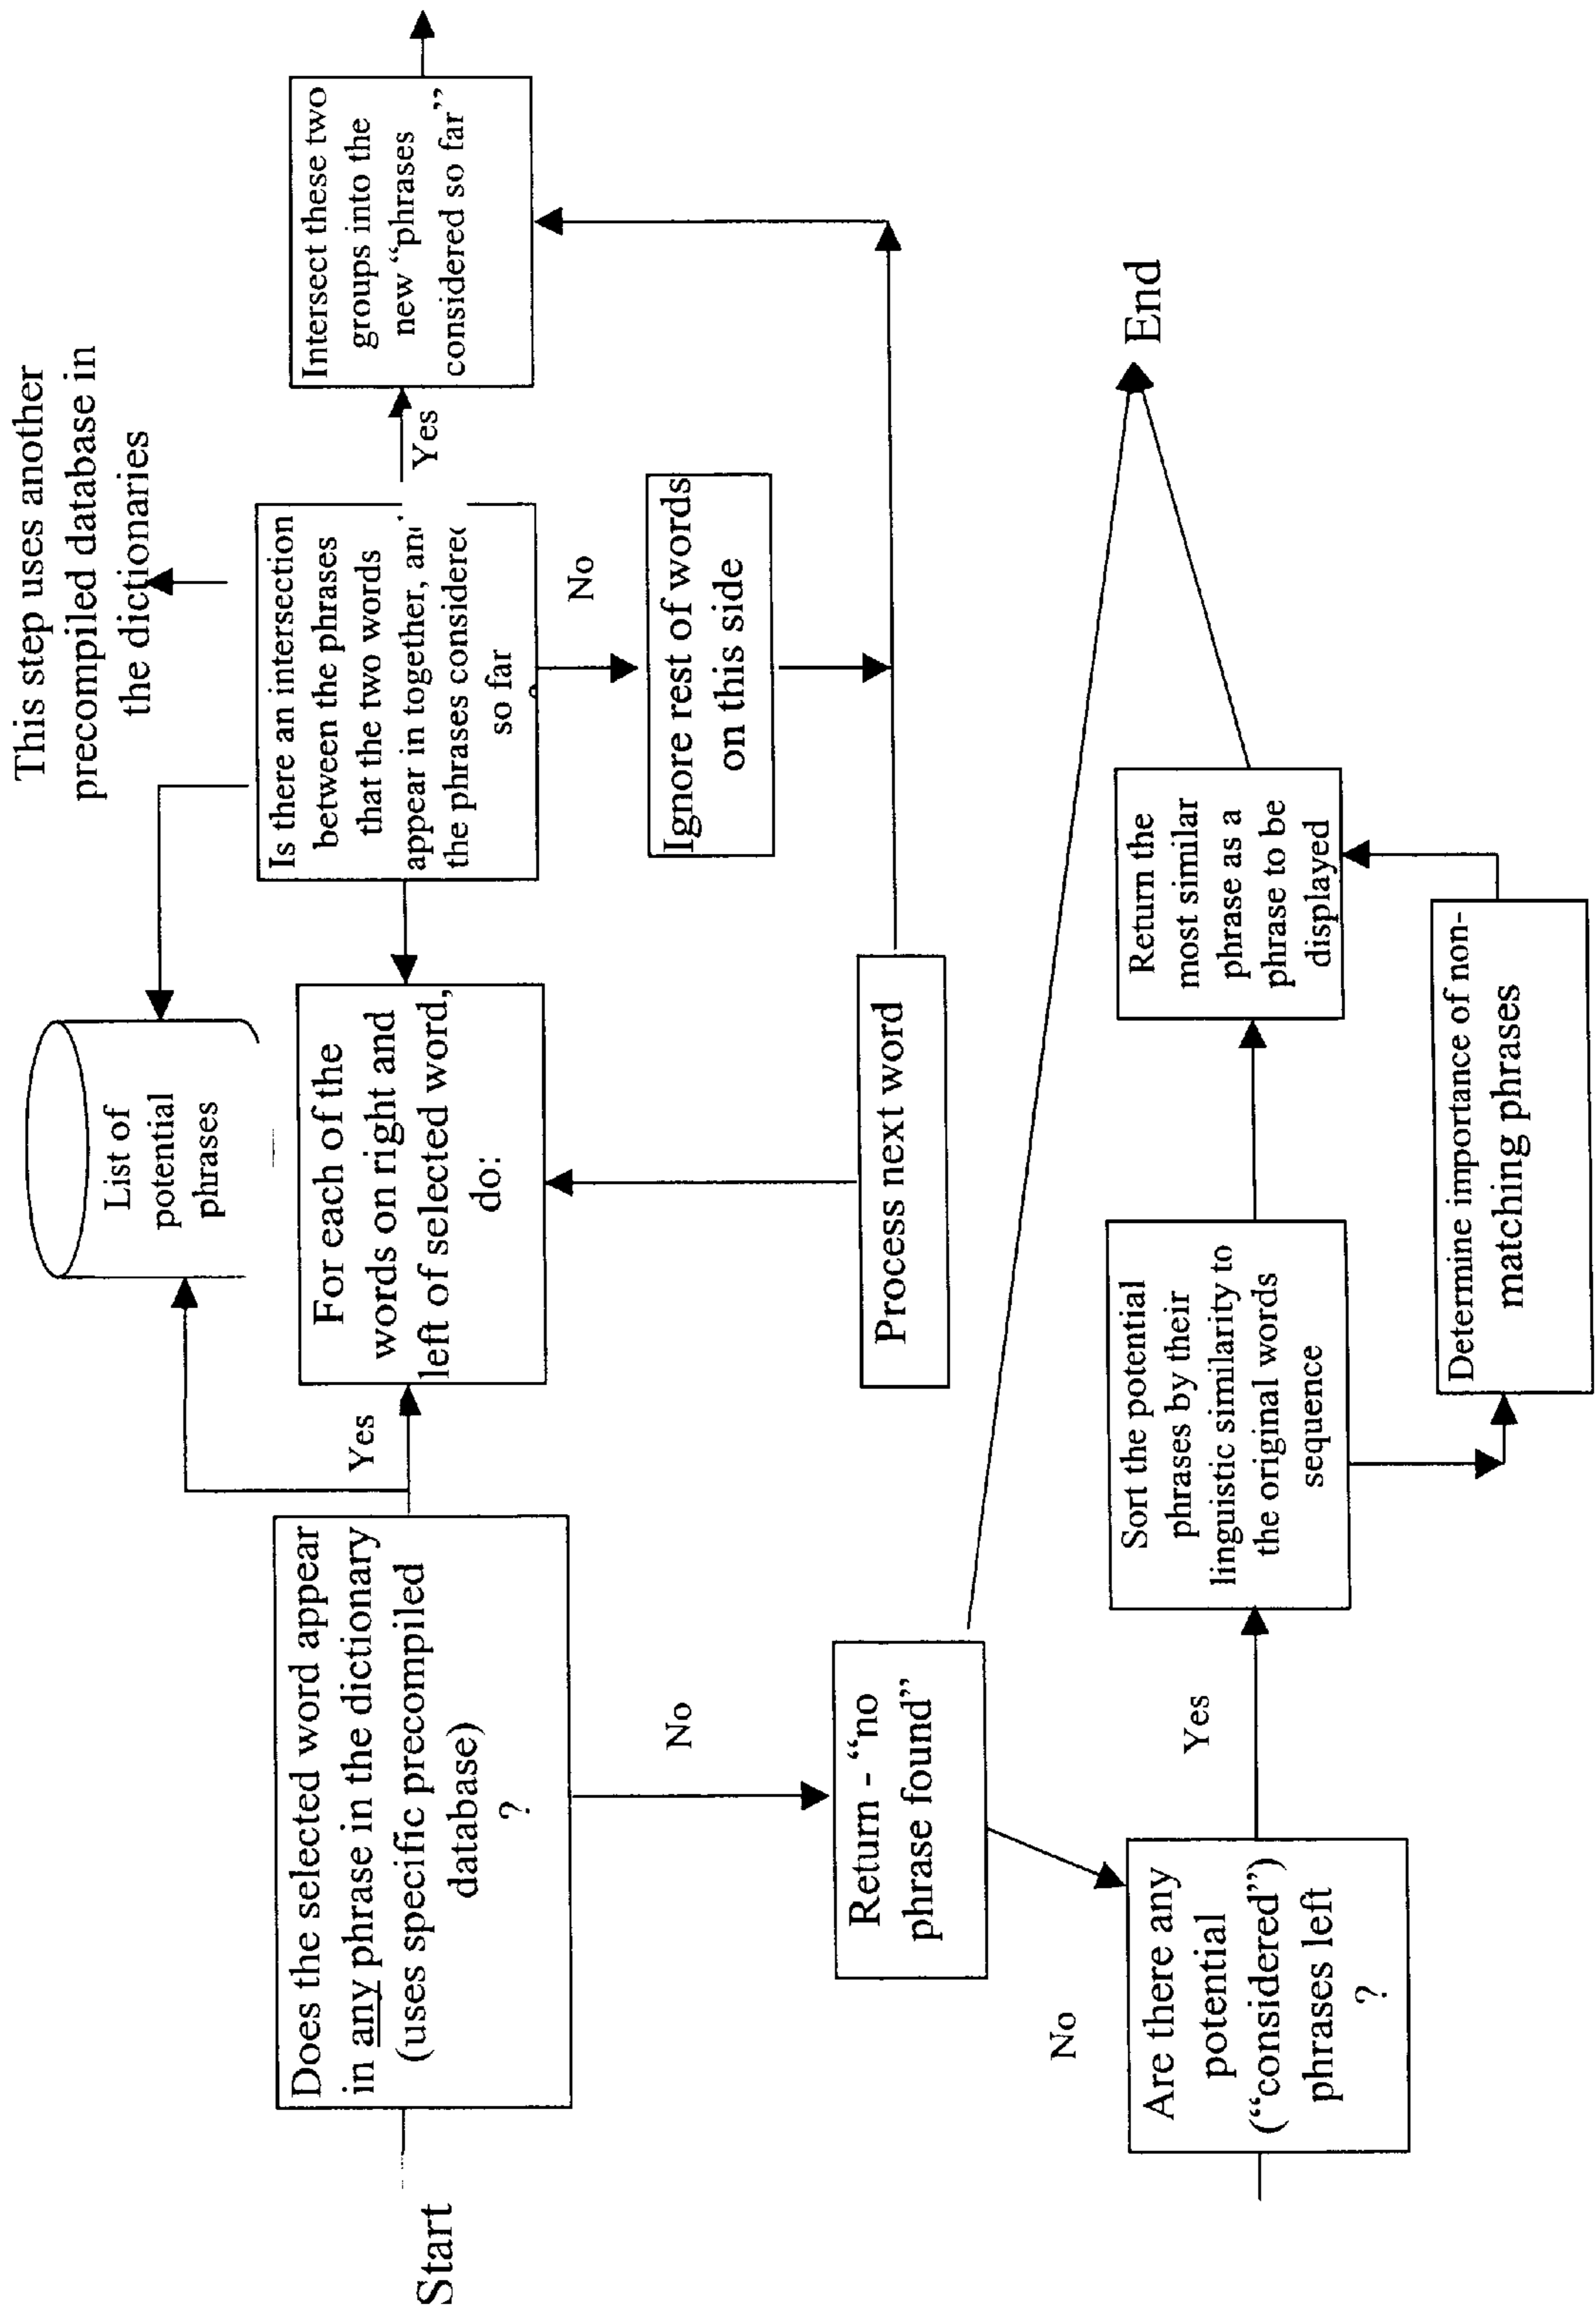 Start
Does the selected word appear
in any phrase in the dictionary
(uses specific precompiled
database)
?
Yes
No
List of
potential
phrases
For each of the
words on right and
left of selected word,
do:
This step uses another
precompiled database in
the dictionaries
Is there an intersection
between the phrases
that the two words
appear in together, and
the phrases considered
so far
Yes
No
Intersect these two
groups into the
new “phrases
considered so far”
Ignore rest of words
on this side
Process next word
Return - “no
phrase found”
End
No
Are there any
potential
(“considered”)
phrases left
?
Yes
Sort the potential
phrases by their
linguistic similarity to
the original words
sequence
Return the
most similar
phrase as a
phrase to be
displayed
Determine importance of non-
matching phrases